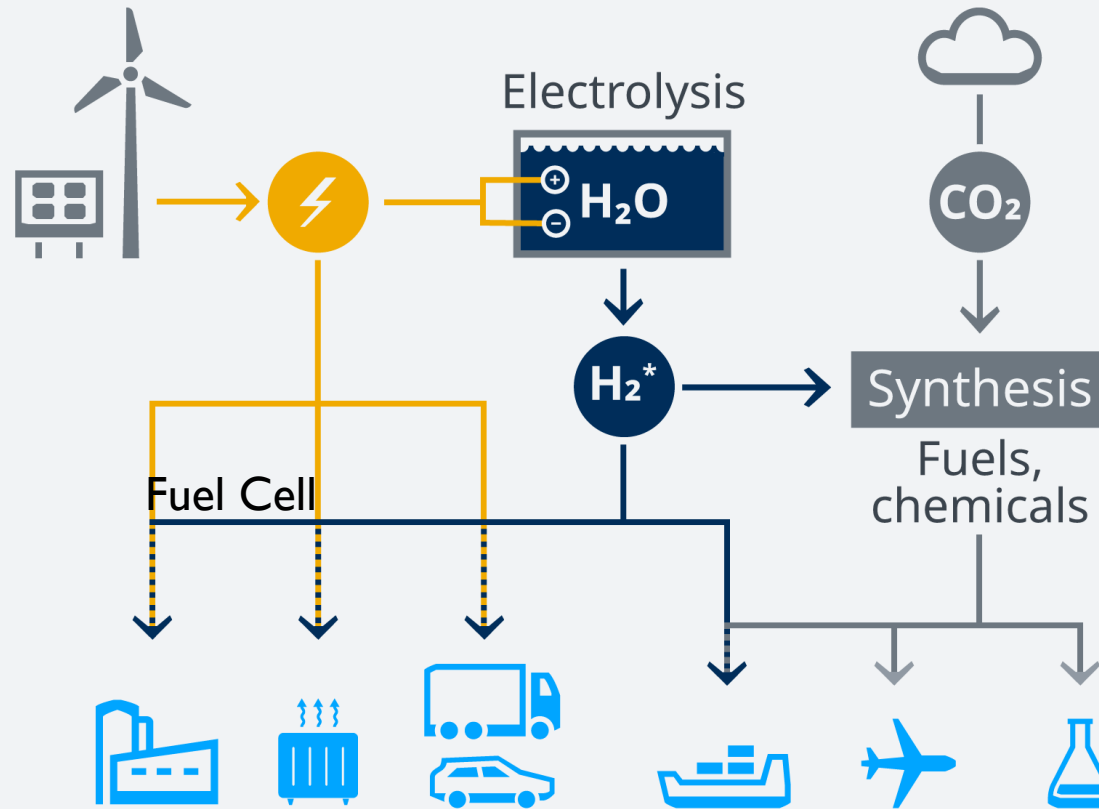 Electrolysis
+
H₂O
−
CO₂
H₂*
Synthesis
Fuels,
chemicals
Fuel Cell